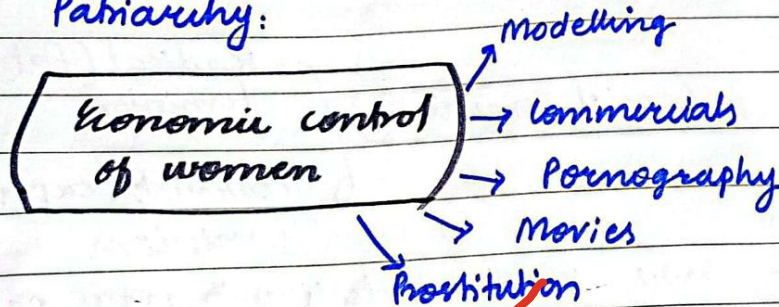 Patriarchy:
Modelling
Economic control
of women
Commercials
Pornography
Movies
Prostitution